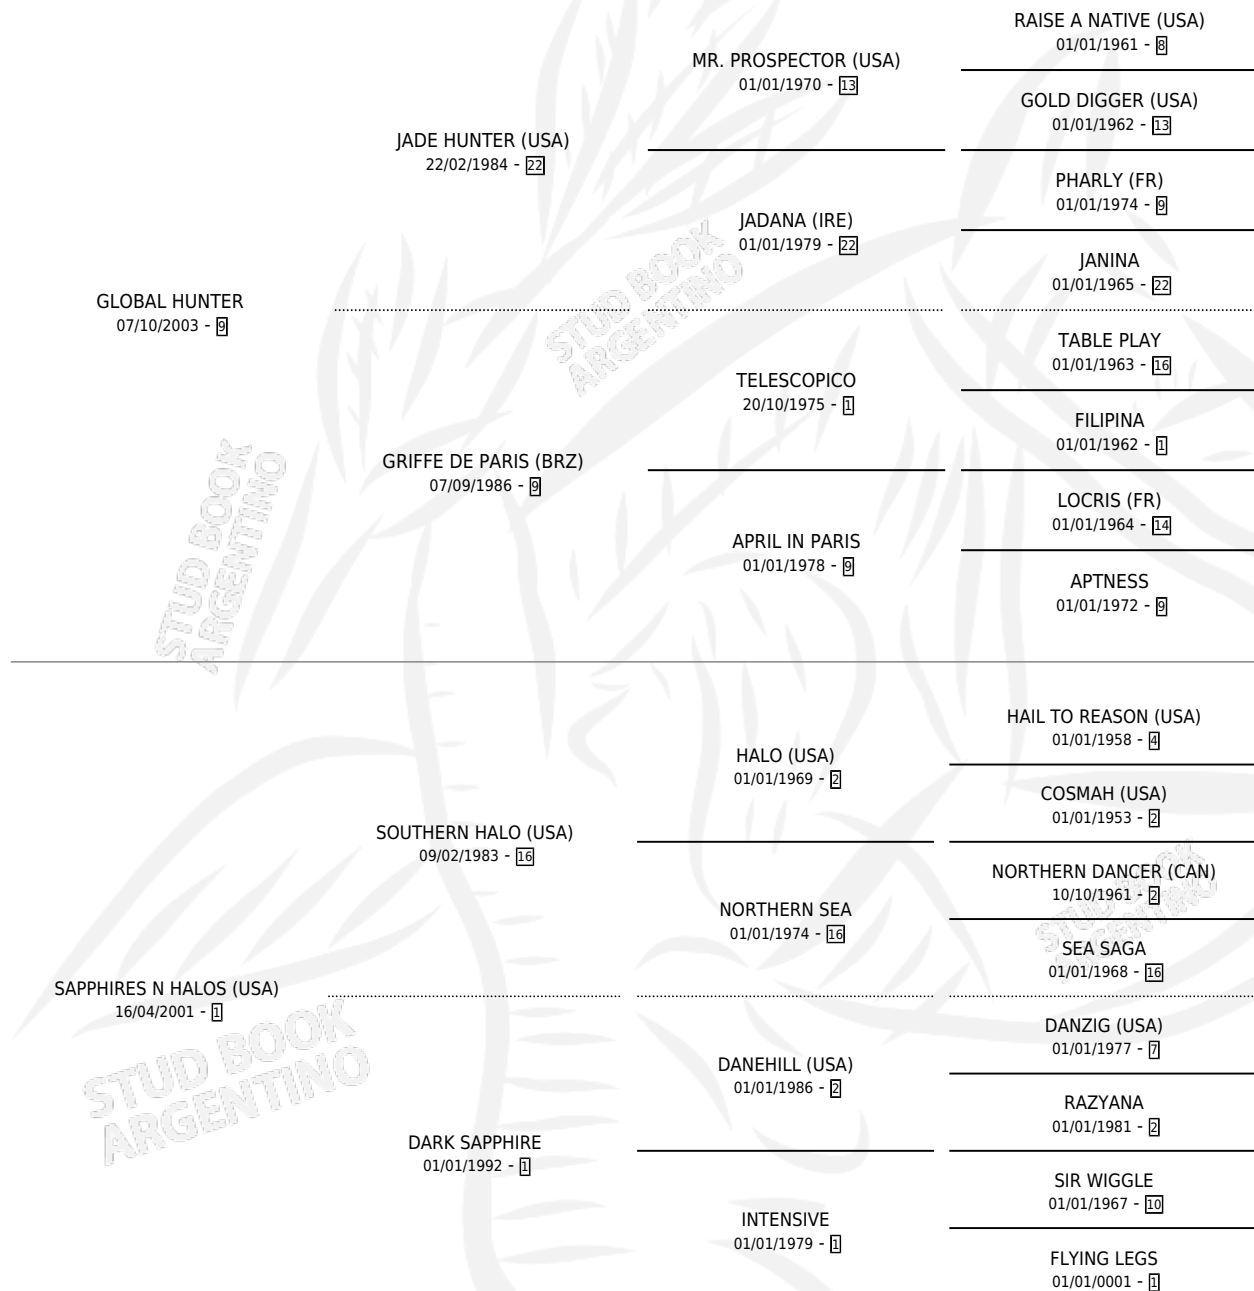 RAISE A NATIVE (USA)
01/01/1961 - 8
MR. PROSPECTOR (USA)
01/01/1970 - 13
GOLD DIGGER (USA)
01/01/1962 - 13
JADE HUNTER (USA)
22/02/1984 - 22
PHARLY (FR)
01/01/1974 - 9
JADANA (IRE)
01/01/1979 - 22
JANINA
01/01/1965 - 22
GLOBAL HUNTER
07/10/2003 - 9
STUD BOOK
ARGENTINO
TABLE PLAY
01/01/1963 - 16
TELESCOPICO
20/10/1975 - 1
FILIPINA
01/01/1962 - 1
GRIFFE DE PARIS (BRZ)
07/09/1986 - 9
LOCRIS (FR)
01/01/1964 - 14
APRIL IN PARIS
01/01/1978 - 9
APTNESS
01/01/1972 - 9
STUD BOOK
ARGENTINO
HAIL TO REASON (USA)
01/01/1958 - 4
HALO (USA)
01/01/1969 - 2
COSMAH (USA)
01/01/1953 - 2
SOUTHERN HALO (USA)
09/02/1983 - 16
NORTHERN DANCER (CAN)
10/10/1961 - 2
NORTHERN SEA
01/01/1974 - 16
STUD BOOK
ARGENTINO
SEA SAGA
01/01/1968 - 16
SAPPHIRES N HALOS (USA)
16/04/2001 - 1
STUD BOOK
ARGENTINO
DANZIG (USA)
01/01/1977 - 7
DANEHILL (USA)
01/01/1986 - 2
RAZYANA
01/01/1981 - 2
DARK SAPPHIRE
01/01/1992 - 1
SIR WIGGLE
01/01/1967 - 10
INTENSIVE
01/01/1979 - 1
FLYING LEGS
01/01/0001 - 1